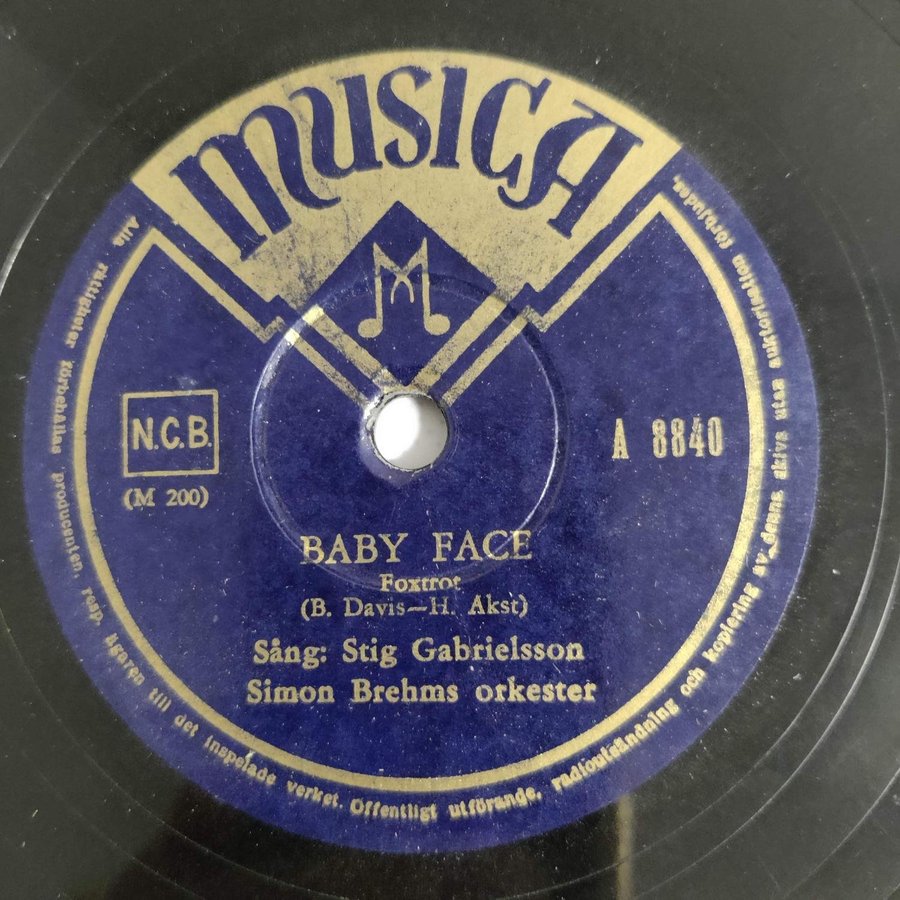 MUSICA
N.C.B.
(M 200)
A 8840
BABY FACE
Foxtrot
(B. Davis—H. Akst)
Sång: Stig Gabrielsson
Simon Brehms orkester
Alla rättigheter förbehållas producenten, resp. ägaren till det inspelade verket. Offentligt utförande, radioutsändning och kopiering av denna skiva utan auktorisation förbjudes.